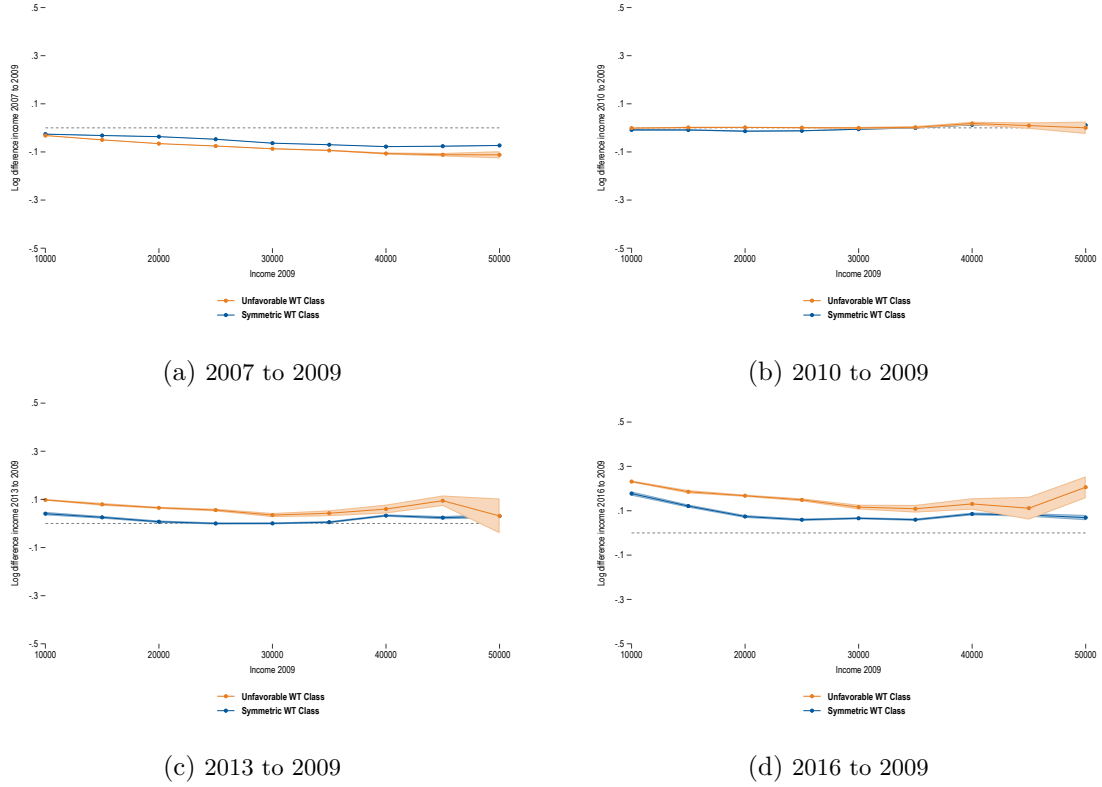 .5
.3
.1
-.1
-.3
-.5
Log difference income 2007 to 2009
10000 20000 30000 40000 50000
Income 2009
Unfavorable WT Class
Symmetric WT Class
(a) 2007 to 2009
.5
.3
.1
-.1
-.3
-.5
Log difference income 2010 to 2009
10000 20000 30000 40000 50000
Income 2009
Unfavorable WT Class
Symmetric WT Class
(b) 2010 to 2009
.5
.3
.1
-.1
-.3
-.5
Log difference income 2013 to 2009
10000 20000 30000 40000 50000
Income 2009
Unfavorable WT Class
Symmetric WT Class
(c) 2013 to 2009
.5
.3
.1
-.1
-.3
-.5
Log difference income 2016 to 2009
10000 20000 30000 40000 50000
Income 2009
Unfavorable WT Class
Symmetric WT Class
(d) 2016 to 2009